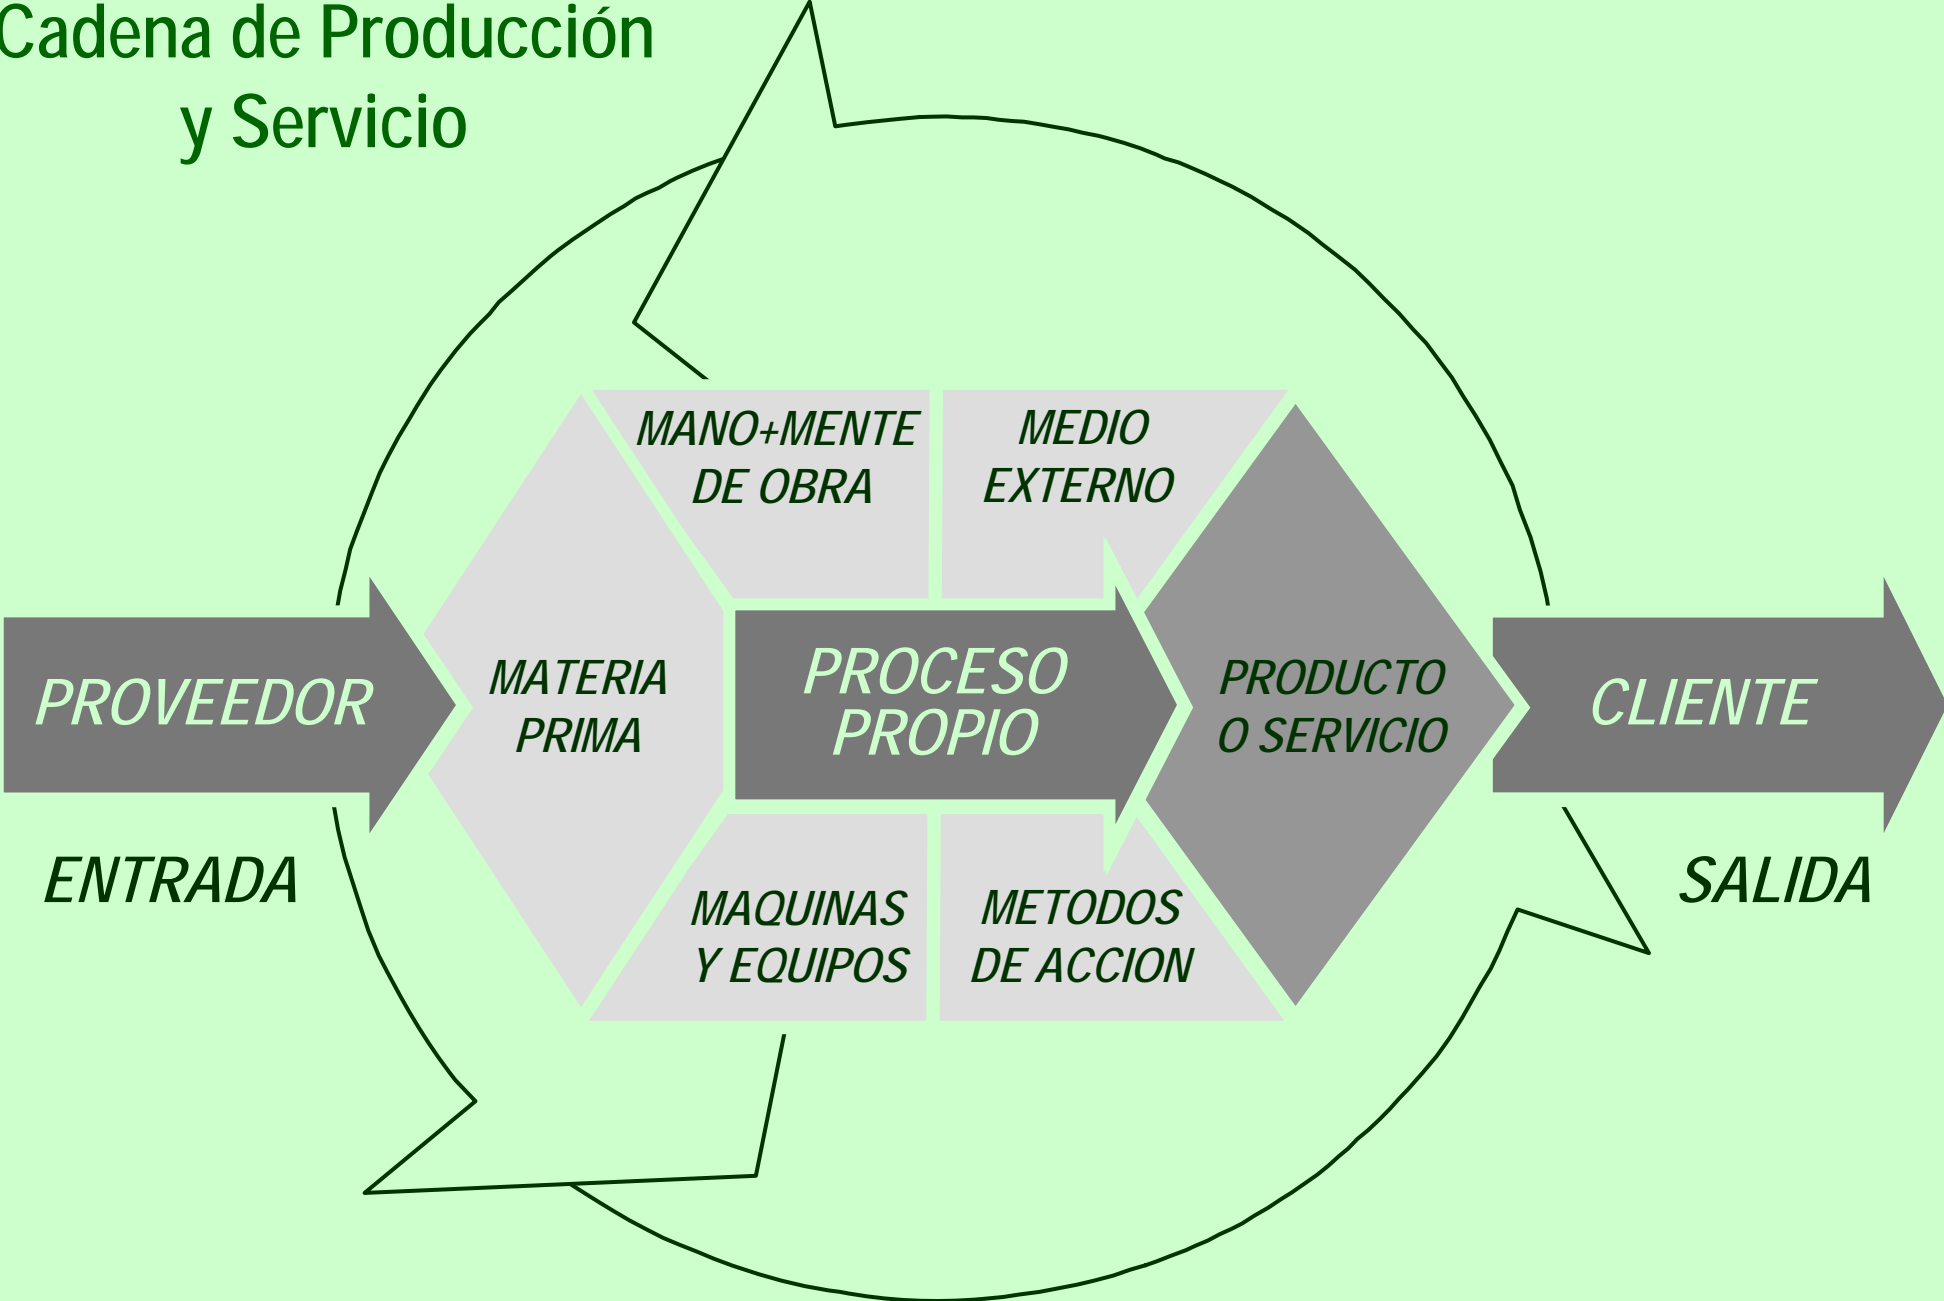 Cadena de Producción
y Servicio
MANO+MENTE
DE OBRA
MEDIO
EXTERNO
PROVEEDOR
MATERIA
PRIMA
PROCESO
PROPIO
PRODUCTO
O SERVICIO
CLIENTE
ENTRADA
SALIDA
MAQUINAS
Y EQUIPOS
METODOS
DE ACCION